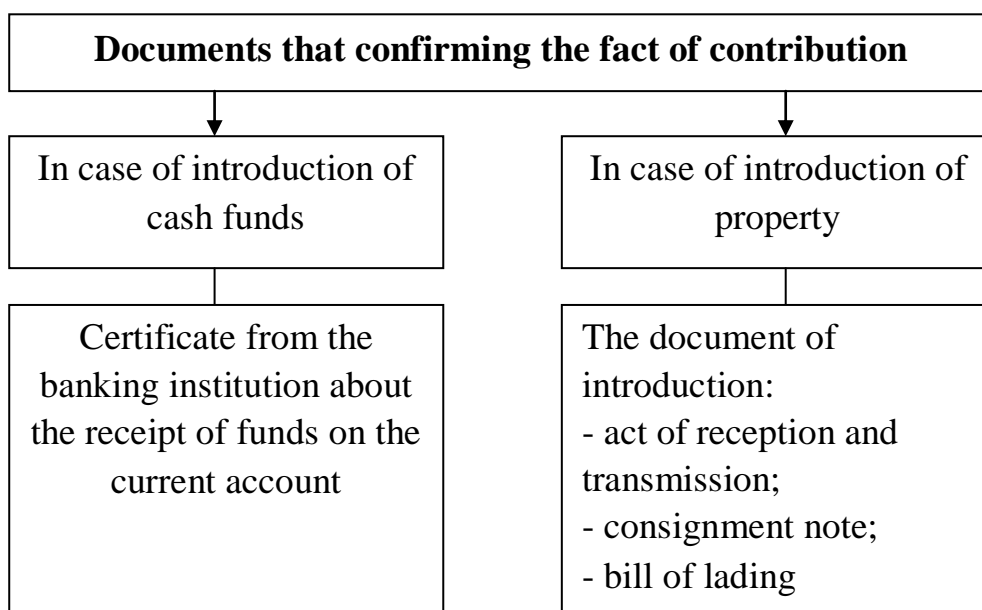 Documents that confirming the fact of contribution
In case of introduction of
cash funds
In case of introduction of
property
Certificate from the
banking institution about
the receipt of funds on the
current account
The document of
introduction:
- act of reception and
transmission;
- consignment note;
- bill of lading